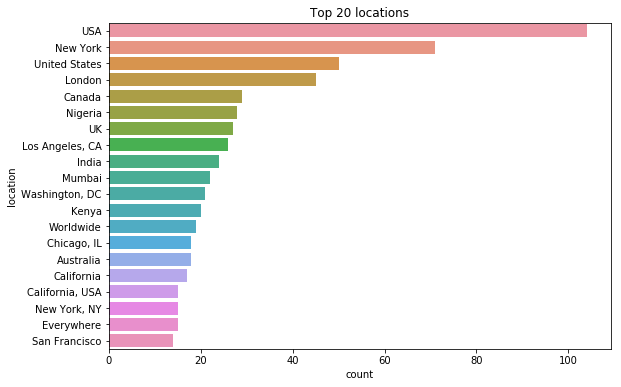 Top 20 locations
location
USA
New York
United States
London
Canada
Nigeria
UK
Los Angeles, CA
India
Mumbai
Washington, DC
Kenya
Worldwide
Chicago, IL
Australia
California
California, USA
New York, NY
Everywhere
San Francisco
0 20 40 60 80 100
count